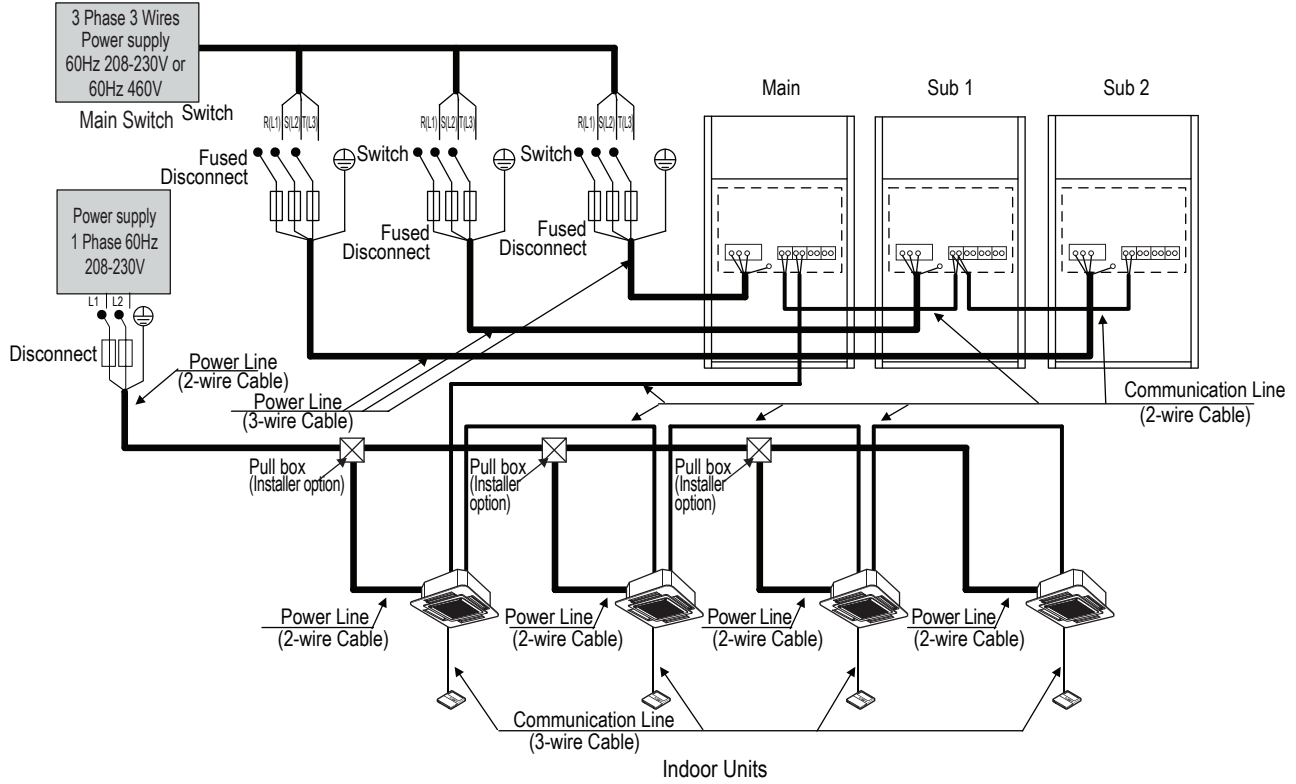 3 Phase 3 Wires
Power supply
60Hz 208-230V or
60Hz 460V
Main Switch
Switch
Main
Sub 1
Sub 2
R(L1) S(L2) T(L3)
R(L1) S(L2) T(L3)
R(L1) S(L2) T(L3)
Fused
Disconnect
Switch
Switch
Fused
Disconnect
Fused
Disconnect
Power supply
1 Phase 60Hz
208-230V
L1 L2
Disconnect
Power Line
(2-wire Cable)
Power Line
(3-wire Cable)
Communication Line
(2-wire Cable)
Pull box
(Installer option)
Pull box
(Installer
option)
Pull box
(Installer
option)
Power Line
(2-wire Cable)
Power Line
(2-wire Cable)
Power Line
(2-wire Cable)
Power Line
(2-wire Cable)
Communication Line
(3-wire Cable)
Indoor Units